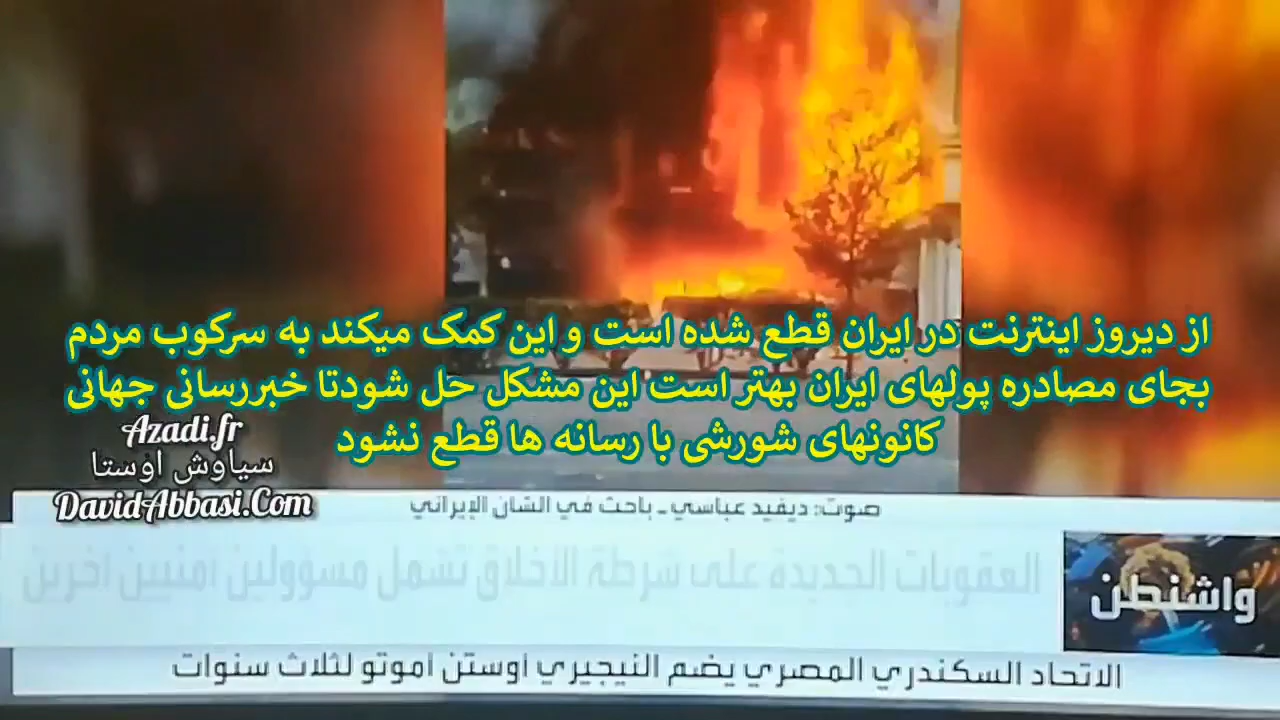 از دیروز اینترنت در ایران قطع شده است و این کمک میکند به سرکوب مردم
بجای مصادره پولهای ایران بهتر است این مشکل حل شودتا خبررسانی جهانی
کانونهای شورشی با رسانه ها قطع نشود
Azadi.fr
سیاوش اوستا
DavidAbbasi.Com
صوت: ديفيد عباسي - باحث في الشأن الإيراني
العقوبات الجديدة على شرطة الأخلاق تشمل مسؤولين أمنيين آخرين
واشنطن
الاتحاد السكندري المصري يضم النيجيري أوستن أموتو لثلاث سنوات